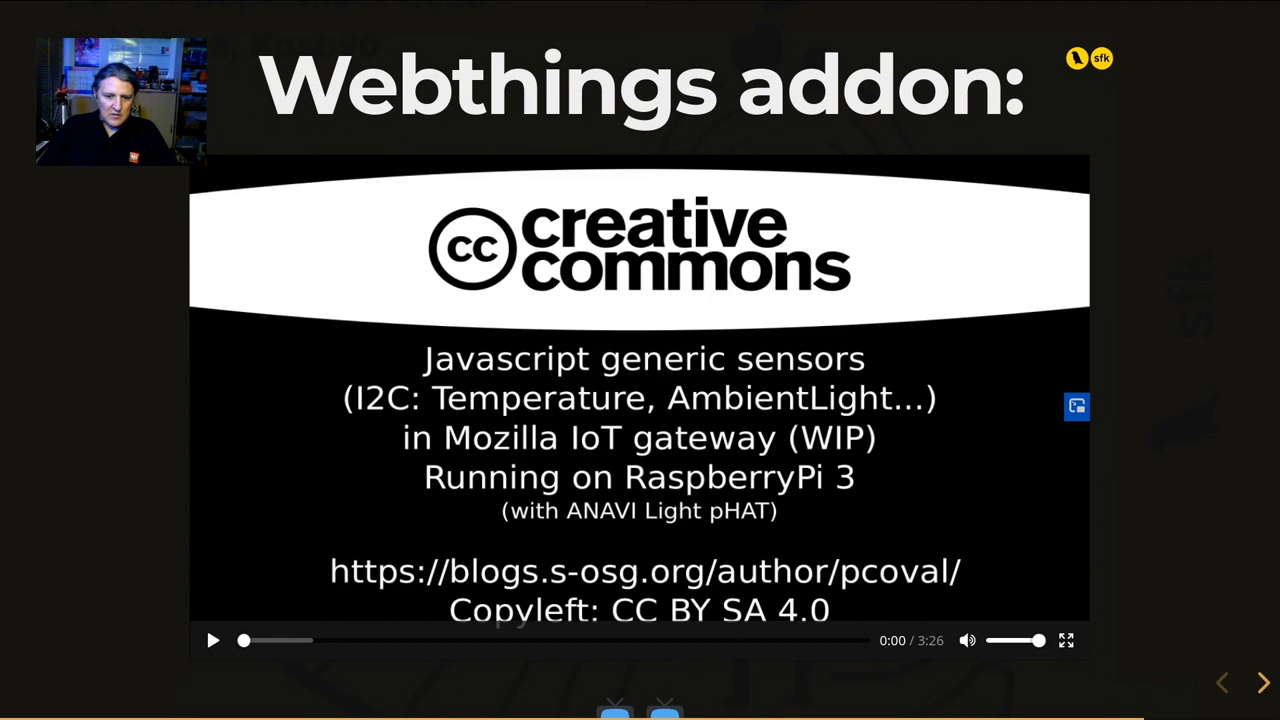 Webthings addon:
sfk
cc creative
commons
Javascript generic sensors
(I2C: Temperature, AmbientLight...)
in Mozilla IoT gateway (WIP)
Running on RaspberryPi 3
(with ANAVI Light pHAT)
https://blogs.s-osg.org/author/pcoval/
Copyleft: CC BY SA 4.0
0:00 / 3:26
sfk